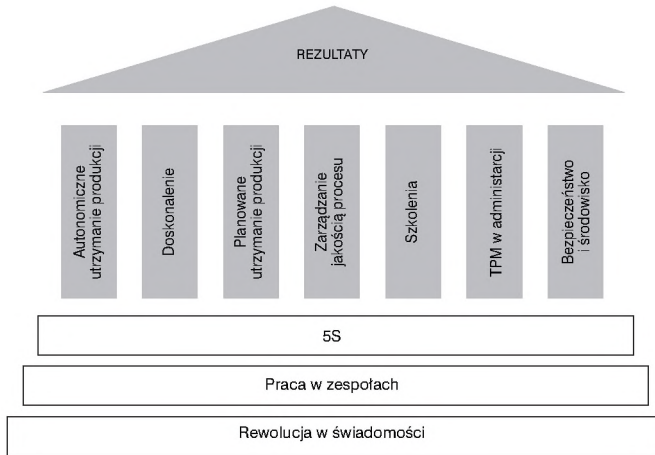 REZULTATY
Autonomiczne
utrzymanie produkcji
Doskonalenie
Planowane
utrzymanie produkcji
Zarządzanie
jakością procesu
Szkolenia
TPM w administarcji
Bezpieczeństwo
i środowisko
5S
Praca w zespołach
Rewolucja w świadomości